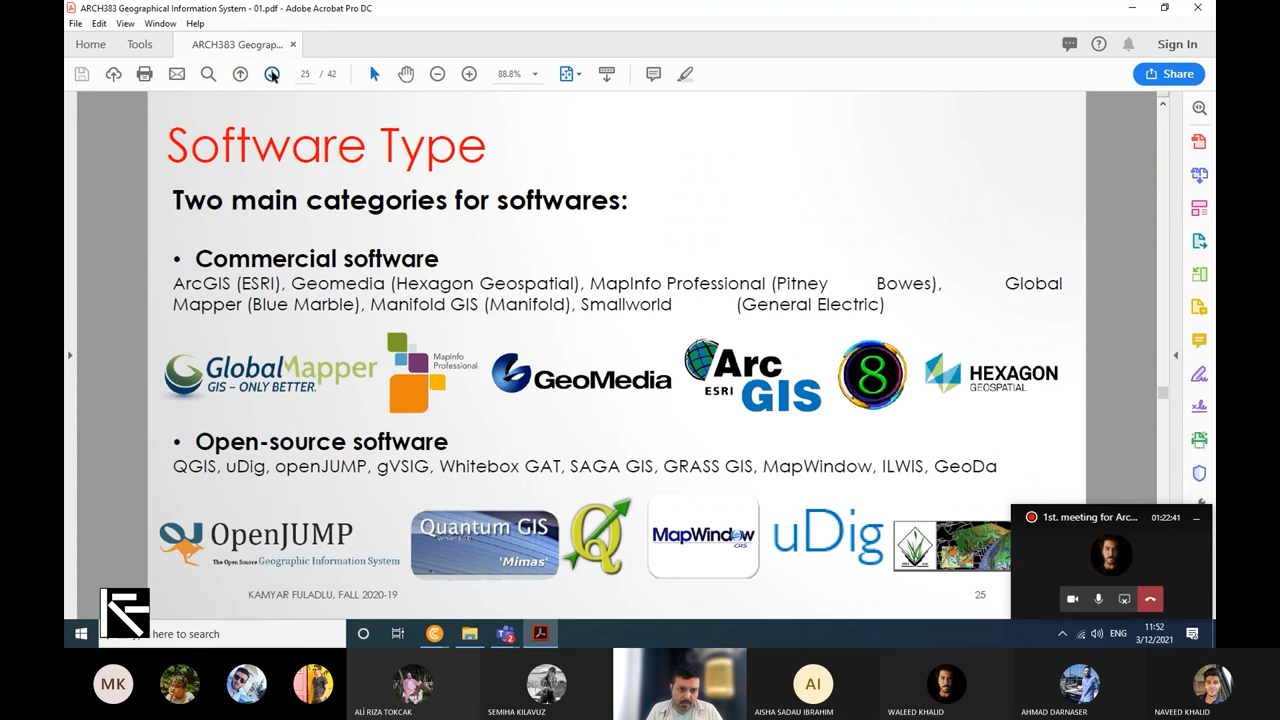 ARCH383 Geographical Information System - 01.pdf - Adobe Acrobat Pro DC
File Edit View Window Help
Home Tools ARCH383 Geograp... × Sign In
25 / 42 88.8% Share
Software Type
Two main categories for softwares:
• Commercial software
ArcGIS (ESRI), Geomedia (Hexagon Geospatial), MapInfo Professional (Pitney Bowes), Global
Mapper (Blue Marble), Manifold GIS (Manifold), Smallworld (General Electric)
GlobalMapper
GIS – ONLY BETTER.
MapInfo
Professional
GeoMedia
Arc
ESRI GIS
8
HEXAGON
GEOSPATIAL
• Open-source software
QGIS, uDig, openJUMP, gVSIG, Whitebox GAT, SAGA GIS, GRASS GIS, MapWindow, ILWIS, GeoDa
OpenJUMP
The Open Source Geographic Information System
Quantum GIS
'Mimas'
MapWindow
GIS
uDig
KAMYAR FULADLU, FALL 2020-19 25
1st. meeting for Arc... 01:22:41
here to search
ENG
11:52
3/12/2021
MK
ALİ RIZA TOKCAK
SEMIHA KILAVUZ
AI
AISHA SADAU IBRAHIM
WALEED KHALID
AHMAD DARNASER
NAVEED KHALID